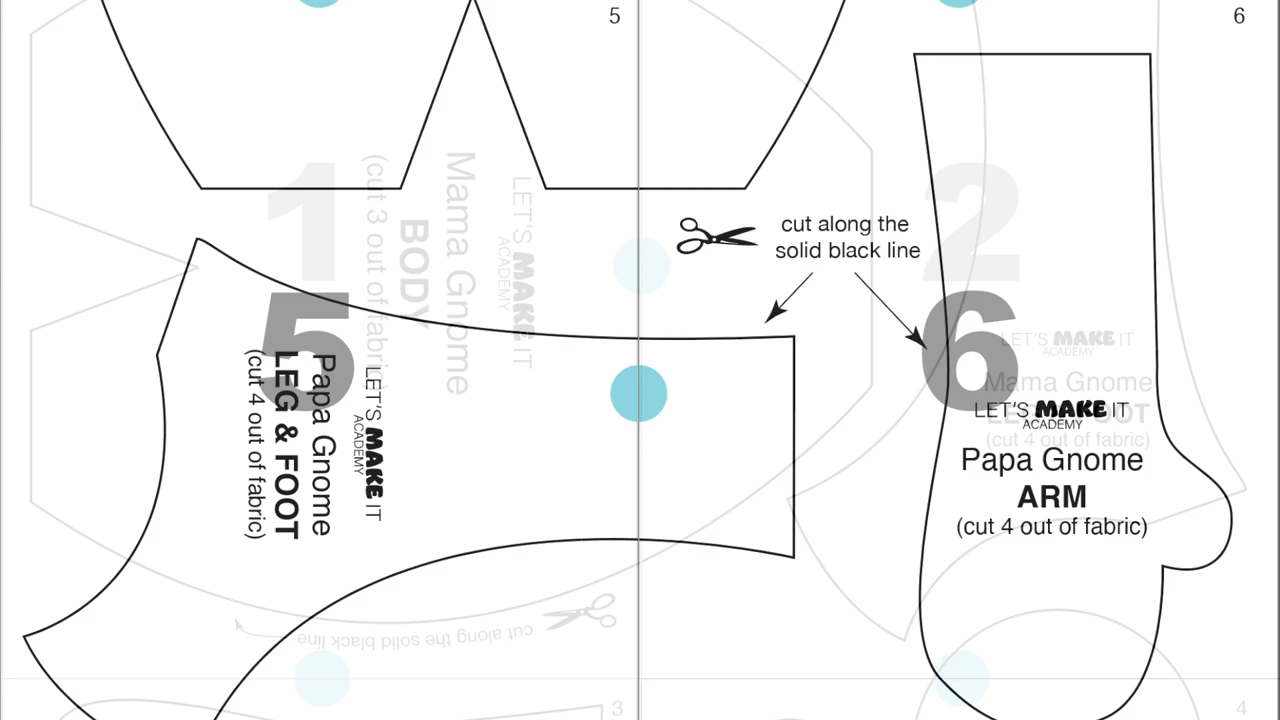 5
6
1
2
(cut 3 out of fabric)
BODY
Mama Gnome
LET'S MAKE IT
ACADEMY
cut along the
solid black line
5
6
LET'S MAKE IT
ACADEMY
Papa Gnome
LEG & FOOT
(cut 4 out of fabric)
LET'S MAKE IT
ACADEMY
Mama Gnome
(cut 4 out of fabric)
LET'S MAKE IT
ACADEMY
Papa Gnome
ARM
(cut 4 out of fabric)
cut along the solid black line
3
4